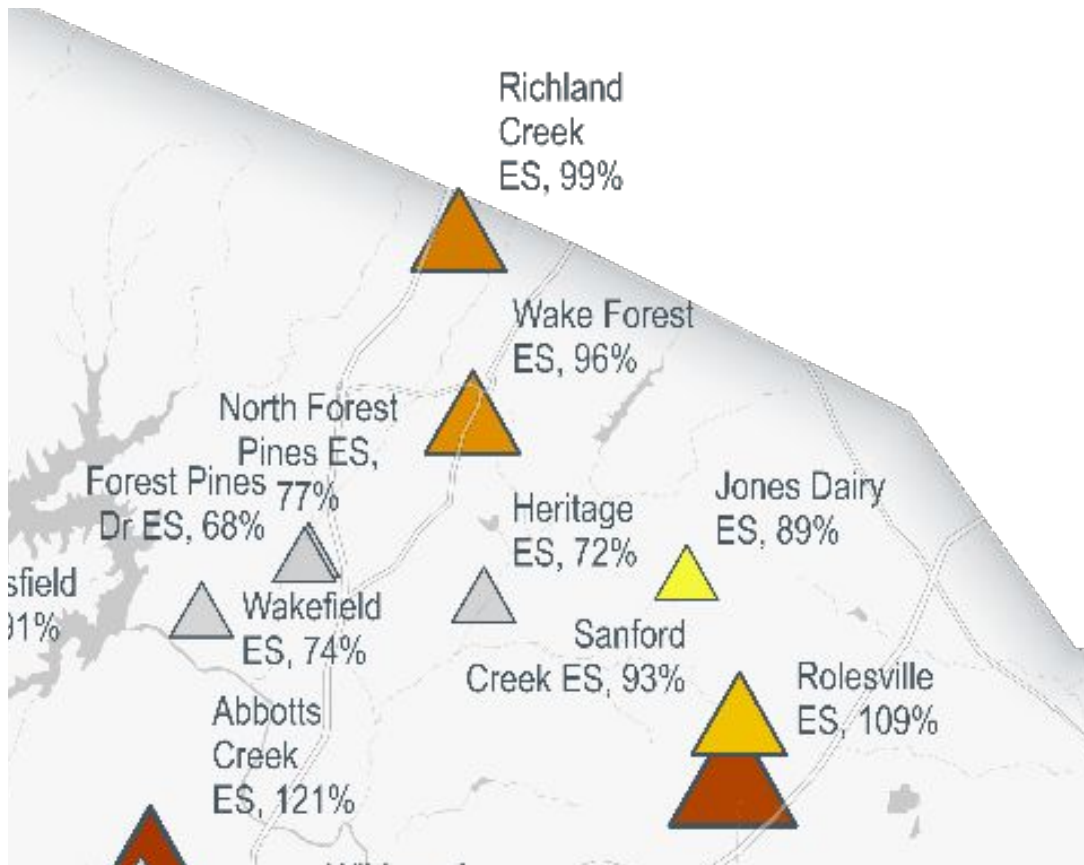 Richland
Creek
ES, 99%
Wake Forest
ES, 96%
North Forest
Pines ES,
77%
Forest Pines
Dr ES, 68%
Heritage
ES, 72%
Jones Dairy
ES, 89%
sfield
91%
Wakefield
ES, 74%
Sanford
Creek ES, 93%
Rolesville
ES, 109%
Abbotts
Creek
ES, 121%